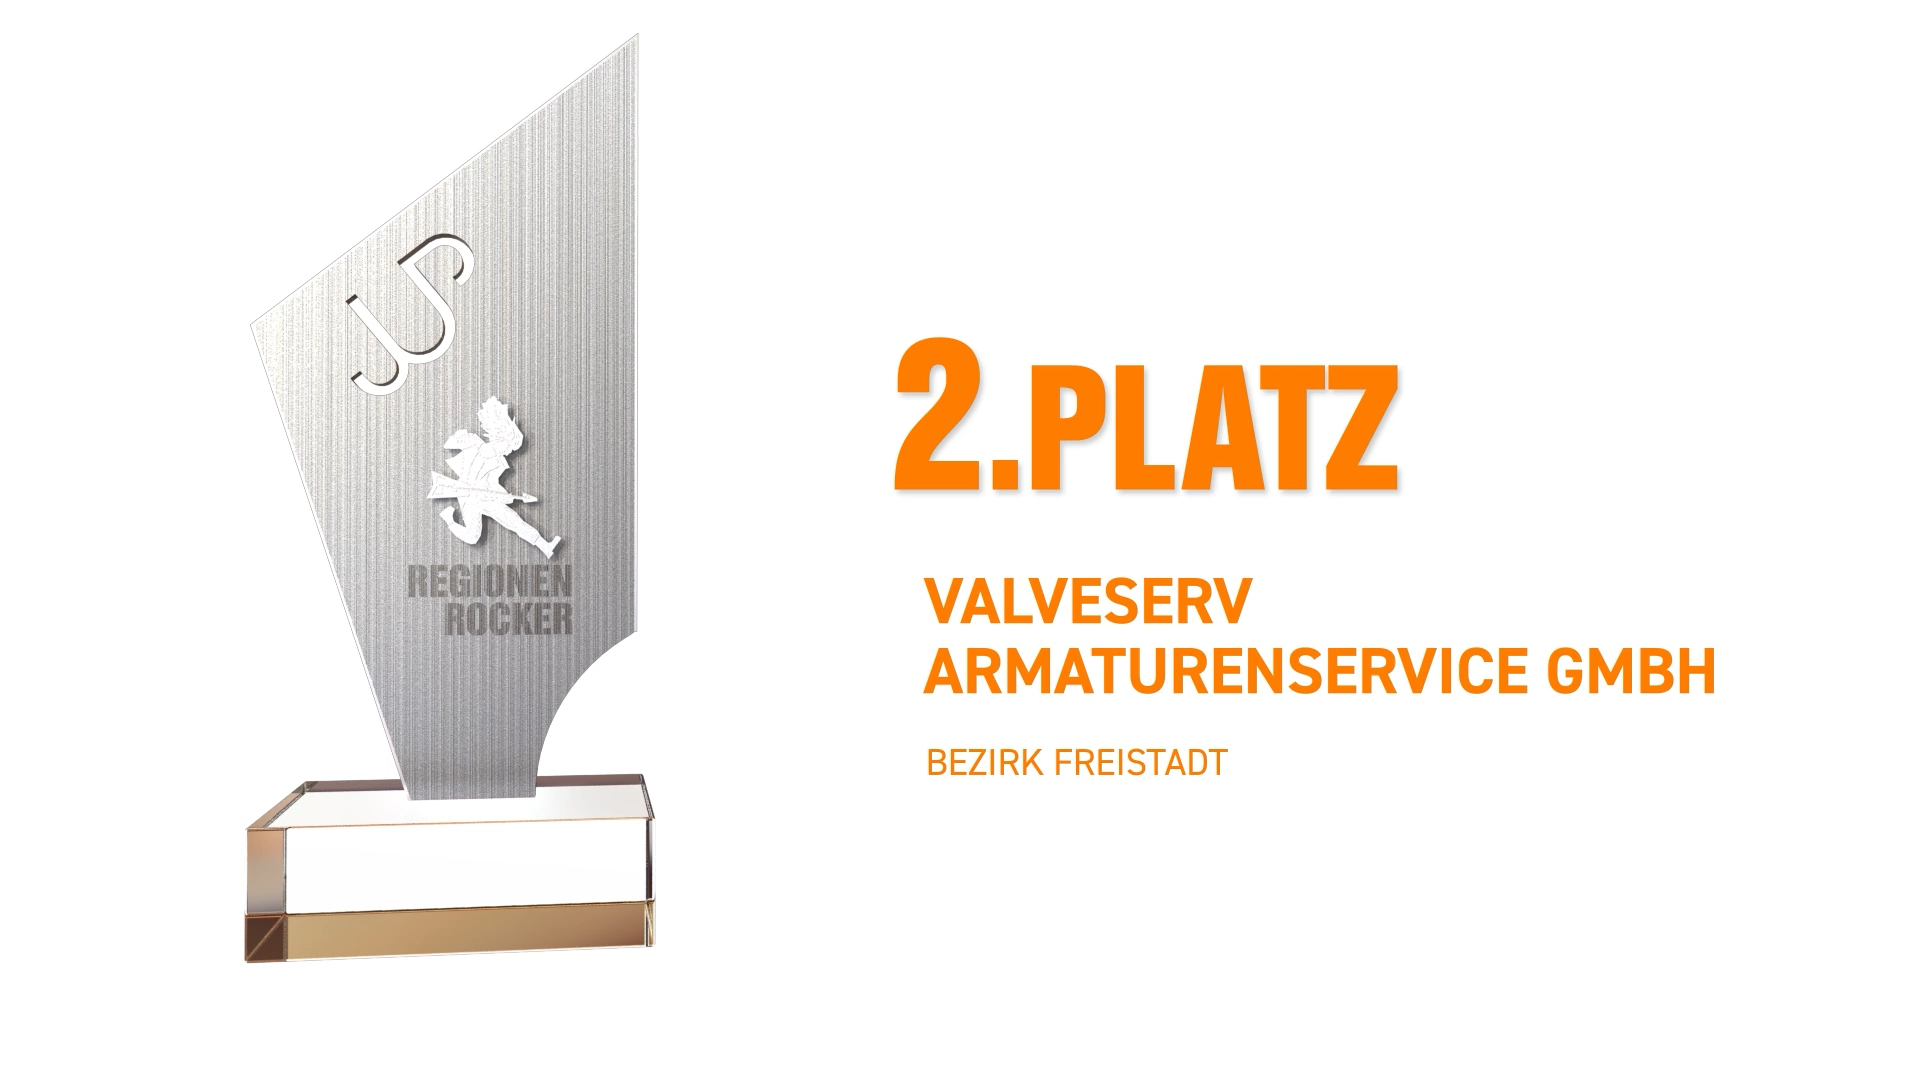 REGIONEN
ROCKER
2.PLATZ
VALVESERV
ARMATURENSERVICE GMBH
BEZIRK FREISTADT